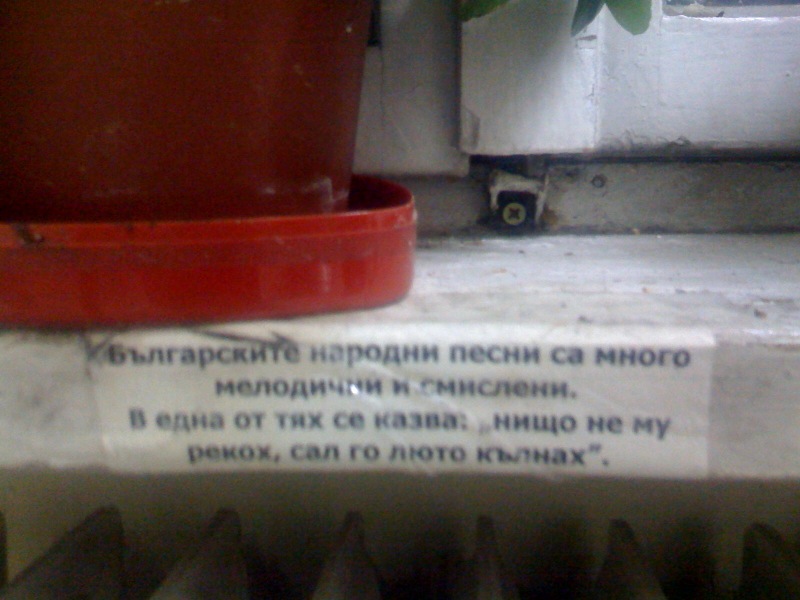 Българските народни песни са много
мелодични и смислени.
В една от тях се казва: „нищо не му
рекох, сал го люто кълнах”.